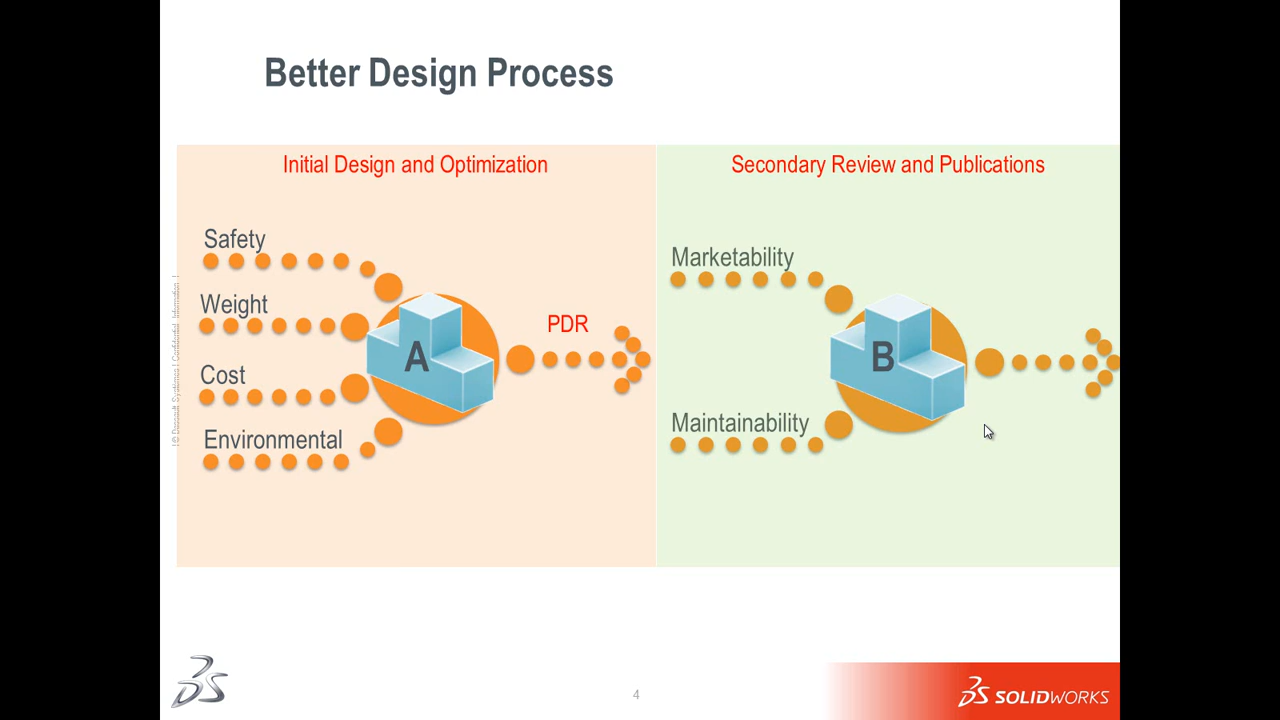 Better Design Process
Initial Design and Optimization
Secondary Review and Publications
Safety
Weight
Cost
Environmental
A
PDR
Marketability
Maintainability
B
4
SOLIDWORKS